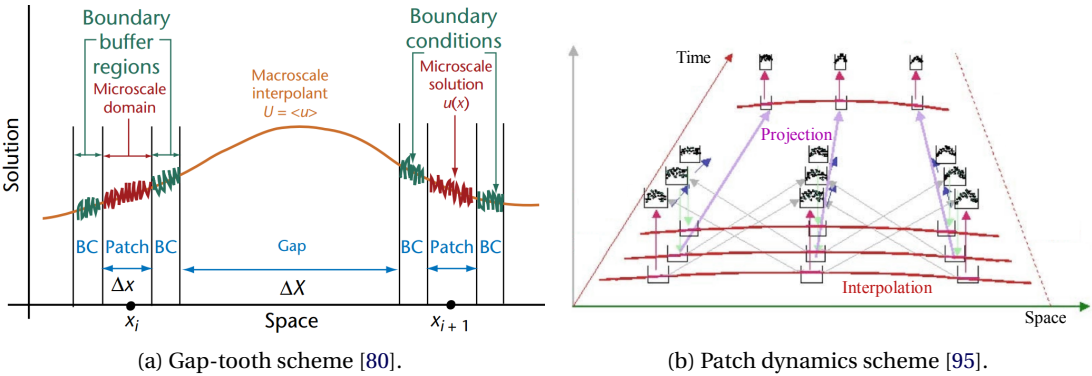 Boundary
buffer
regions
Microscale
domain
Macroscale
interpolant
U = <u>
Boundary
conditions
Microscale
solution
u(x)
Solution
BC
Patch
BC
Gap
BC
Patch
BC
Δx
ΔX
x_i
Space
x_{i+1}
(a) Gap-tooth scheme [80].
Time
Projection
Interpolation
Space
(b) Patch dynamics scheme [95].